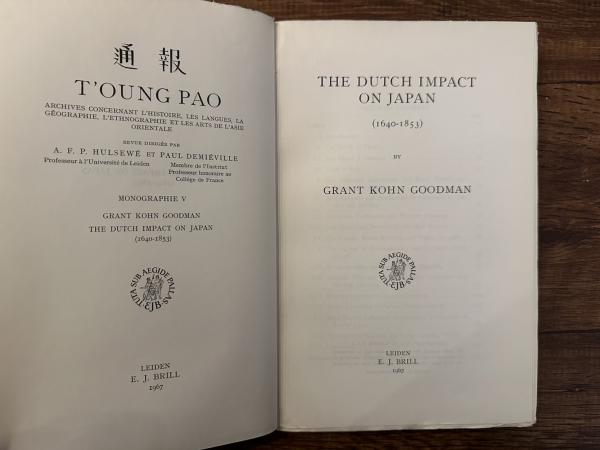 通報
T'OUNG PAO
ARCHIVES CONCERNANT L'HISTOIRE, LES LANGUES, LA
GÉOGRAPHIE, L'ETHNOGRAPHIE ET LES ARTS DE L'ASIE
ORIENTALE
REVUE DIRIGÉE PAR
A. F. P. HULSEWÉ ET PAUL DEMIÉVILLE
Professeur à l'Université de Leiden Membre de l'Institut
Professeur honoraire au
Collège de France
MONOGRAPHIE V
GRANT KOHN GOODMAN
THE DUTCH IMPACT ON JAPAN
(1640-1853)
TUTA SUB AEGIDE PALLAS
EJB
LEIDEN
E. J. BRILL
1967
THE DUTCH IMPACT
ON JAPAN
(1640-1853)
BY
GRANT KOHN GOODMAN
TUTA SUB AEGIDE PALLAS
EJB
LEIDEN
E. J. BRILL
1967